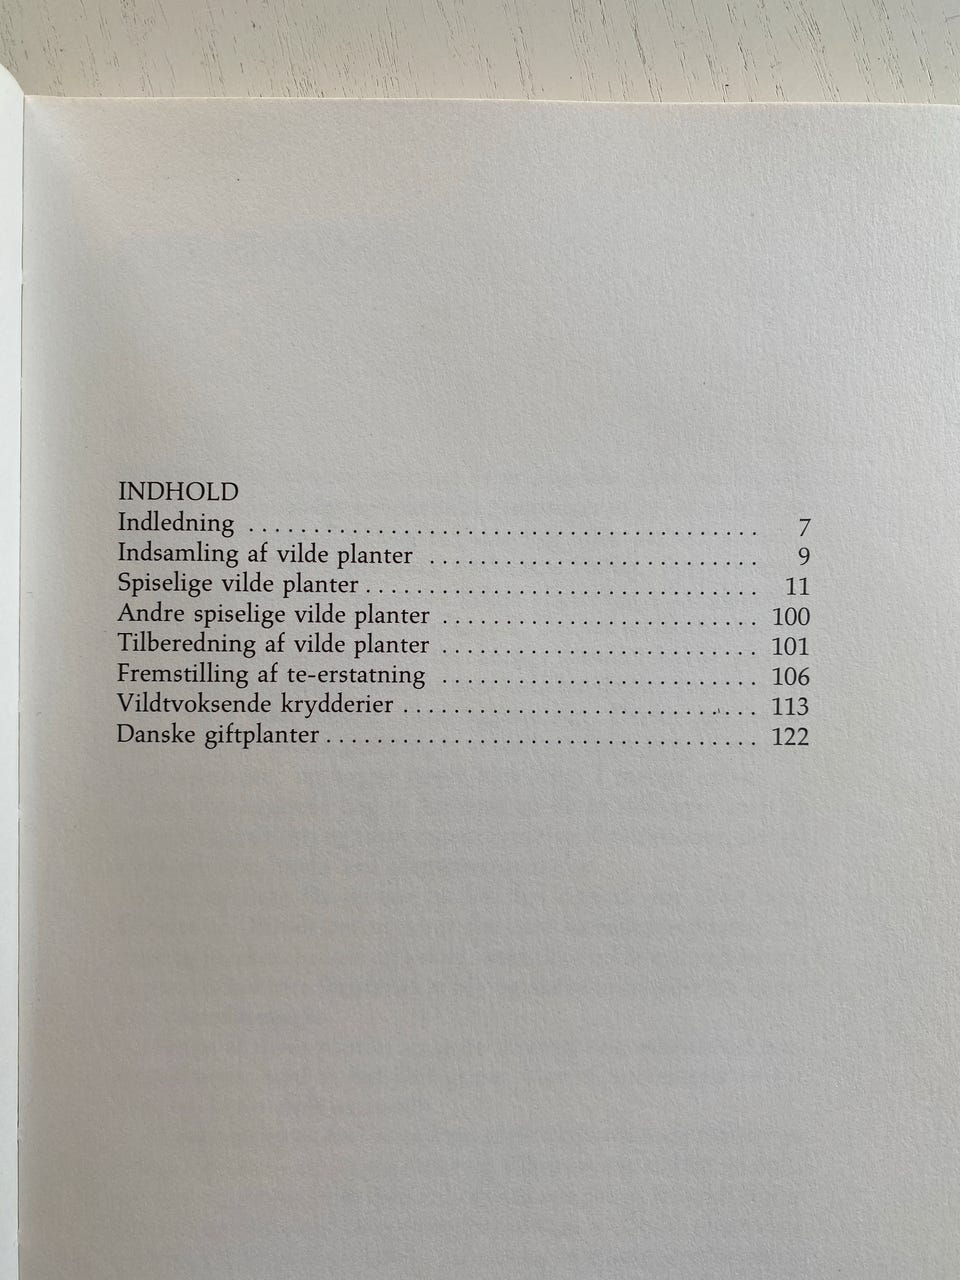 INDHOLD
Indledning ........................................ 7
Indsamling af vilde planter .......................... 9
Spiselige vilde planter ............................... 11
Andre spiselige vilde planter ......................... 100
Tilberedning af vilde planter ......................... 101
Fremstilling af te-erstatning ......................... 106
Vildtvoksende krydderier ............................ 113
Danske giftplanter .................................. 122